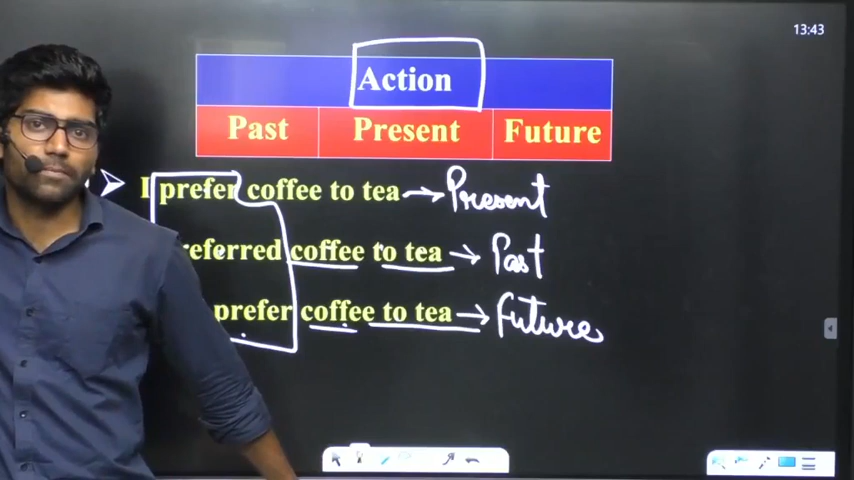 13:43
Action
Past Present Future
I prefer coffee to tea → Present
referred coffee to tea → Past
prefer coffee to tea → Future